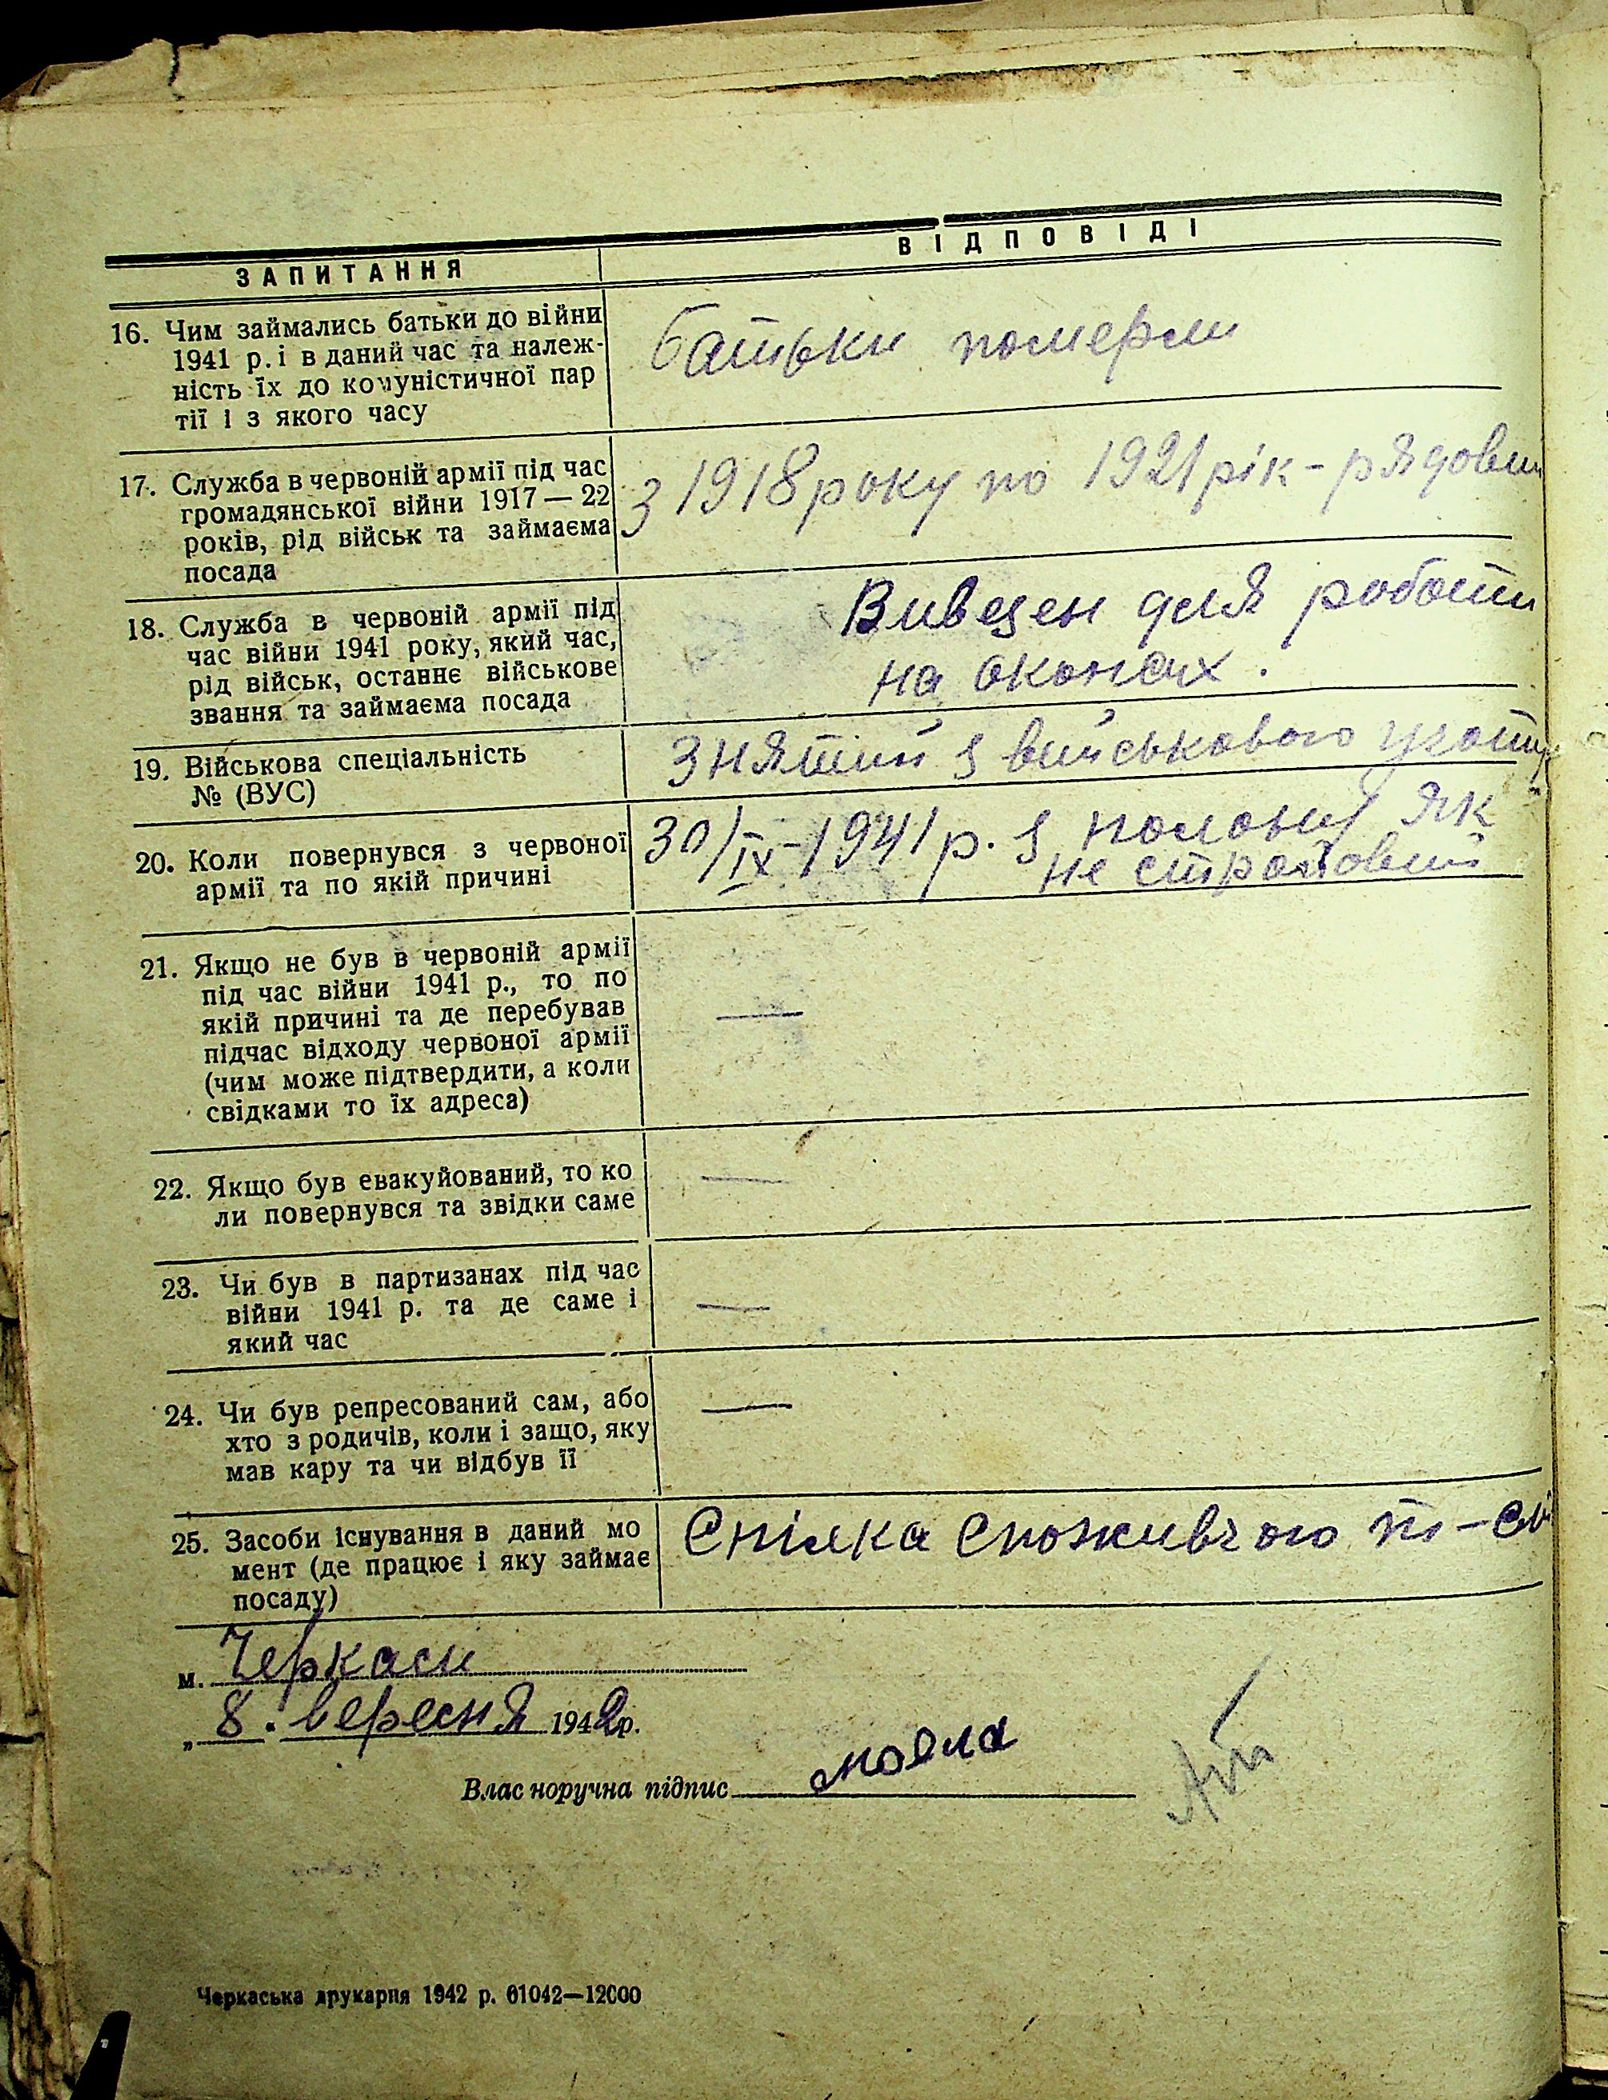 ЗАПИТАННЯ
ВІДПОВІДІ
16. Чим займались батьки до війни
1941 р. і в даний час та належ-
ність їх до комуністичної пар
тії і з якого часу
батьки померли
17. Служба в червоній армії під час
громадянської війни 1917—22
років, рід військ та займаєма
посада
з 1918 року по 1921 рік - рядовий
18. Служба в червоній армії під
час війни 1941 року, який час,
рід військ, останнє військове
звання та займаєма посада
Вивезен для роботи
на окопах.
19. Військова спеціальність
№ (ВУС)
Знятий з військового учоту
20. Коли повернувся з червоної
армії та по якій причині
30/IX-1941 р. з полону як
не строєвий
21. Якщо не був в червоній армії
під час війни 1941 р., то по
якій причині та де перебував
підчас відходу червоної армії
(чим може підтвердити, а коли
свідками то їх адреса)
—
22. Якщо був евакуйований, то ко
ли повернувся та звідки саме
—
23. Чи був в партизанах під час
війни 1941 р. та де саме і
який час
—
24. Чи був репресований сам, або
хто з родичів, коли і защо, яку
мав кару та чи відбув її
—
25. Засоби існування в даний мо
мент (де працює і яку займає
посаду)
Спілка Споживчого т-ва
м. Черкаси
„ 8. вересня 1942 р.
Власноручна підпис
Черкаська друкарня 1942 р. 01042—12000